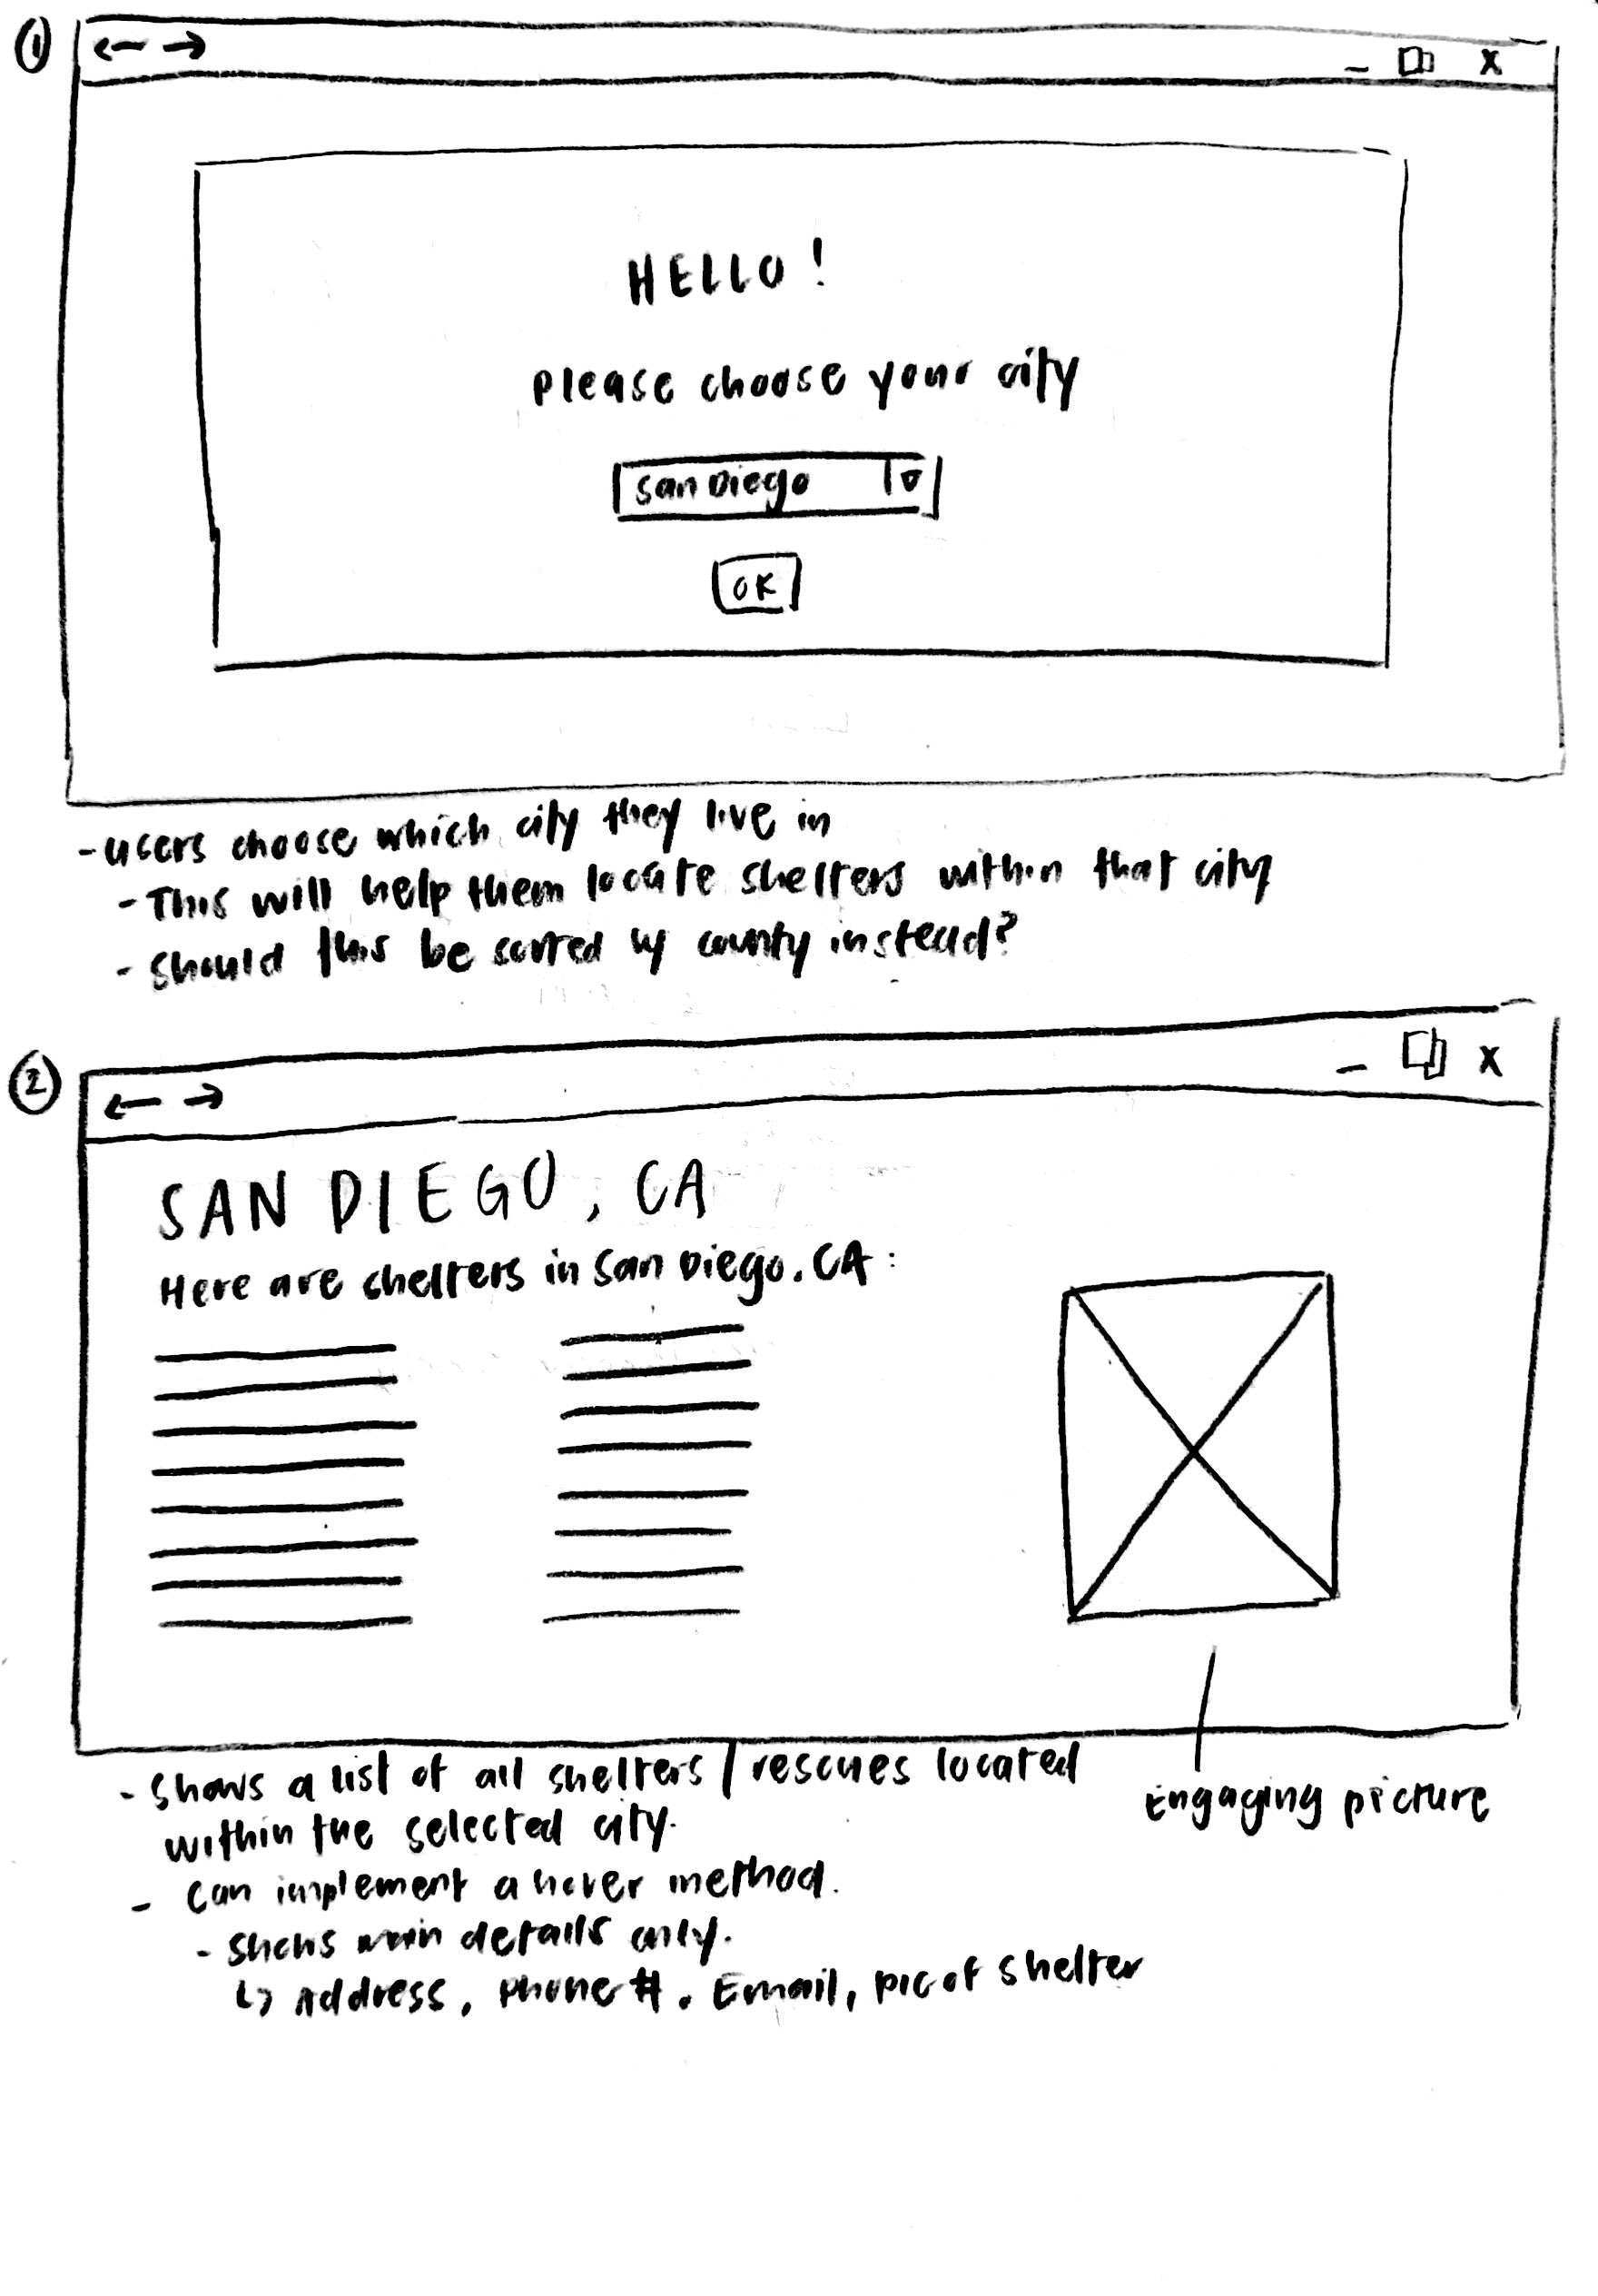 1
← →
_ X
HELLO!
please choose your city
San Diego
OK
- users choose which city they live in
- This will help them locate shelters within that city
- Should this be sorted by county instead?
2
← →
_ X
SAN DIEGO, CA
Here are shelters in San Diego, CA:
- Shows a list of all shelters / rescues located
within the selected city.
Engaging picture
- Can implement a hover method.
- Shows main details only.
↳ Address, Phone #, Email, pic of shelter